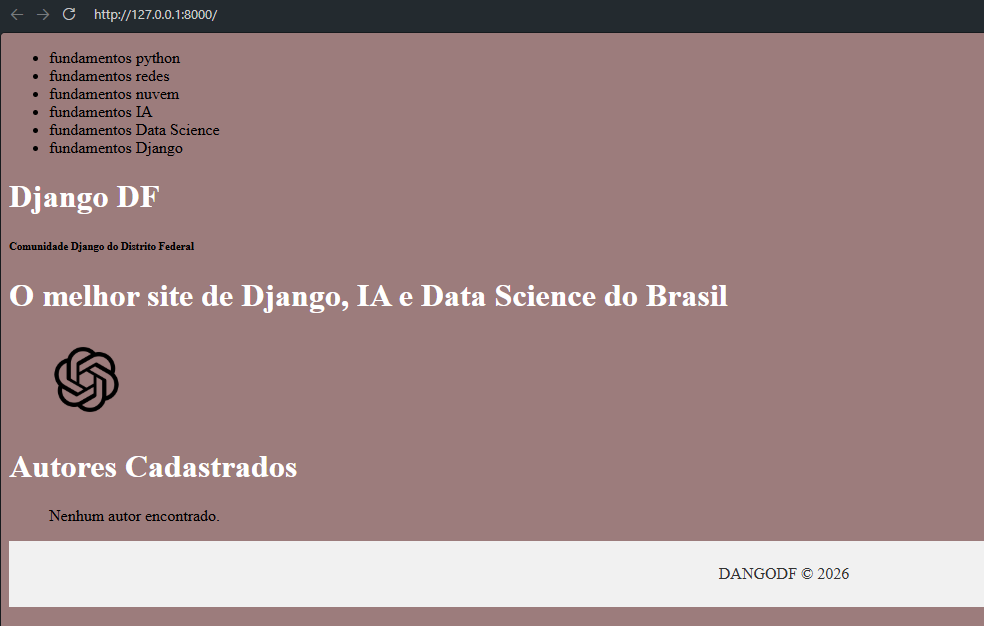 http://127.0.0.1:8000/
fundamentos python
fundamentos redes
fundamentos nuvem
fundamentos IA
fundamentos Data Science
fundamentos Django
Django DF
Comunidade Django do Distrito Federal
O melhor site de Django, IA e Data Science do Brasil
Autores Cadastrados
Nenhum autor encontrado.
DANGODF © 2026